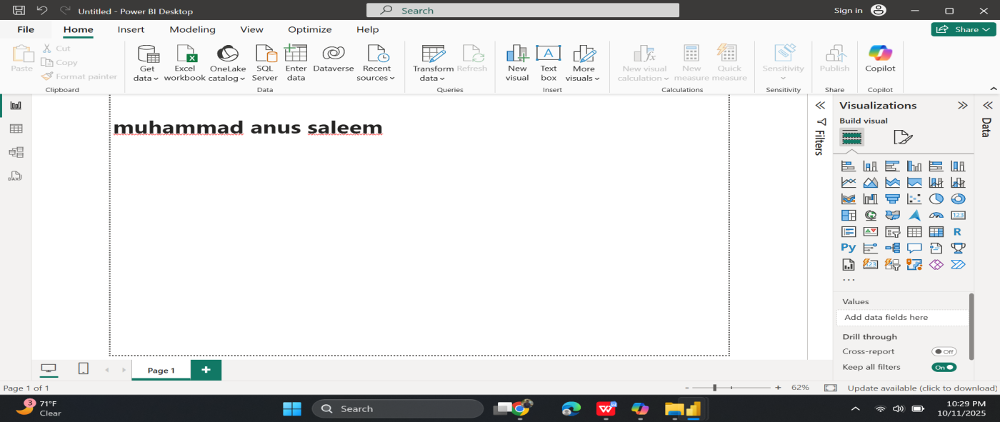 Untitled - Power BI Desktop
Search
Sign in
File Home Insert Modeling View Optimize Help
Share
Paste
Cut
Copy
Format painter
Clipboard
Get data
Excel workbook
OneLake catalog
SQL Server
Enter data
Dataverse
Recent sources
Data
Transform data
Refresh
Queries
New visual
Text box
A
More visuals
Insert
New visual calculation
New measure
Quick measure
Calculations
Sensitivity
Sensitivity
Publish
Share
Copilot
Copilot
DAX
muhammad anus saleem
Filters
Visualizations
Build visual
123
R
Py
123
...
Values
Add data fields here
Drill through
Cross-report
Off
Keep all filters
On
Data
Page 1
+
Page 1 of 1
- + 62%
Update available (click to download)
3
71°F
Clear
Search
10:29 PM
10/11/2025